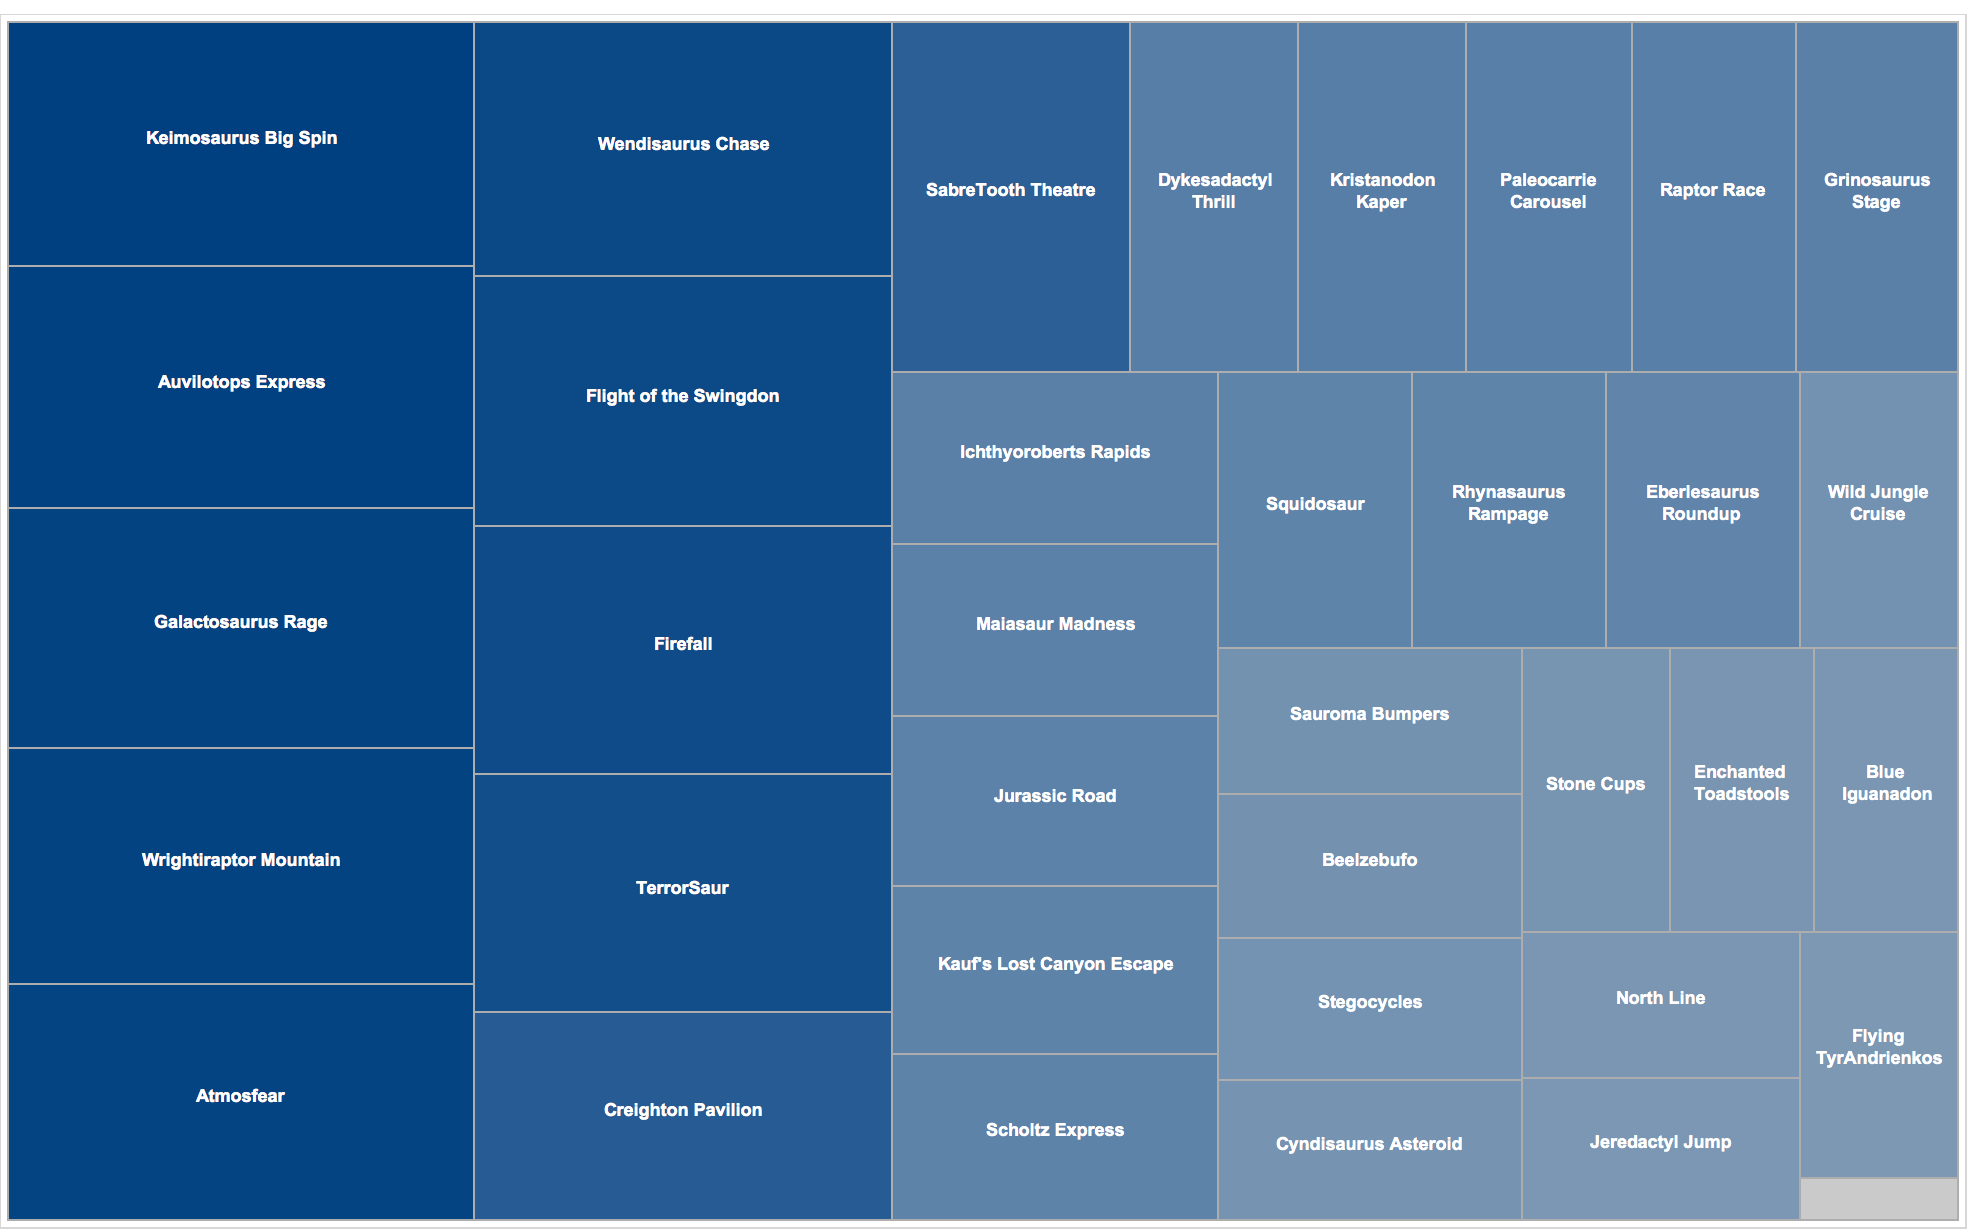 Keimosaurus Big Spin
Auvilotops Express
Galactosaurus Rage
Wrightiraptor Mountain
Atmosfear
Wendisaurus Chase
Flight of the Swingdon
Firefall
TerrorSaur
Creighton Pavilion
SabreTooth Theatre
Dykesadactyl
Thrill
Kristanodon
Kaper
Paleocarrie
Carousel
Raptor Race
Grinosaurus
Stage
Ichthyoroberts Rapids
Maiasaur Madness
Jurassic Road
Kauf's Lost Canyon Escape
Scholtz Express
Squidosaur
Rhynasaurus
Rampage
Eberlesaurus
Roundup
Wild Jungle
Cruise
Sauroma Bumpers
Beelzebufo
Stegocycles
Cyndisaurus Asteroid
Stone Cups
Enchanted
Toadstools
Blue
Iguanadon
North Line
Jeredactyl Jump
Flying
TyrAndrienkos